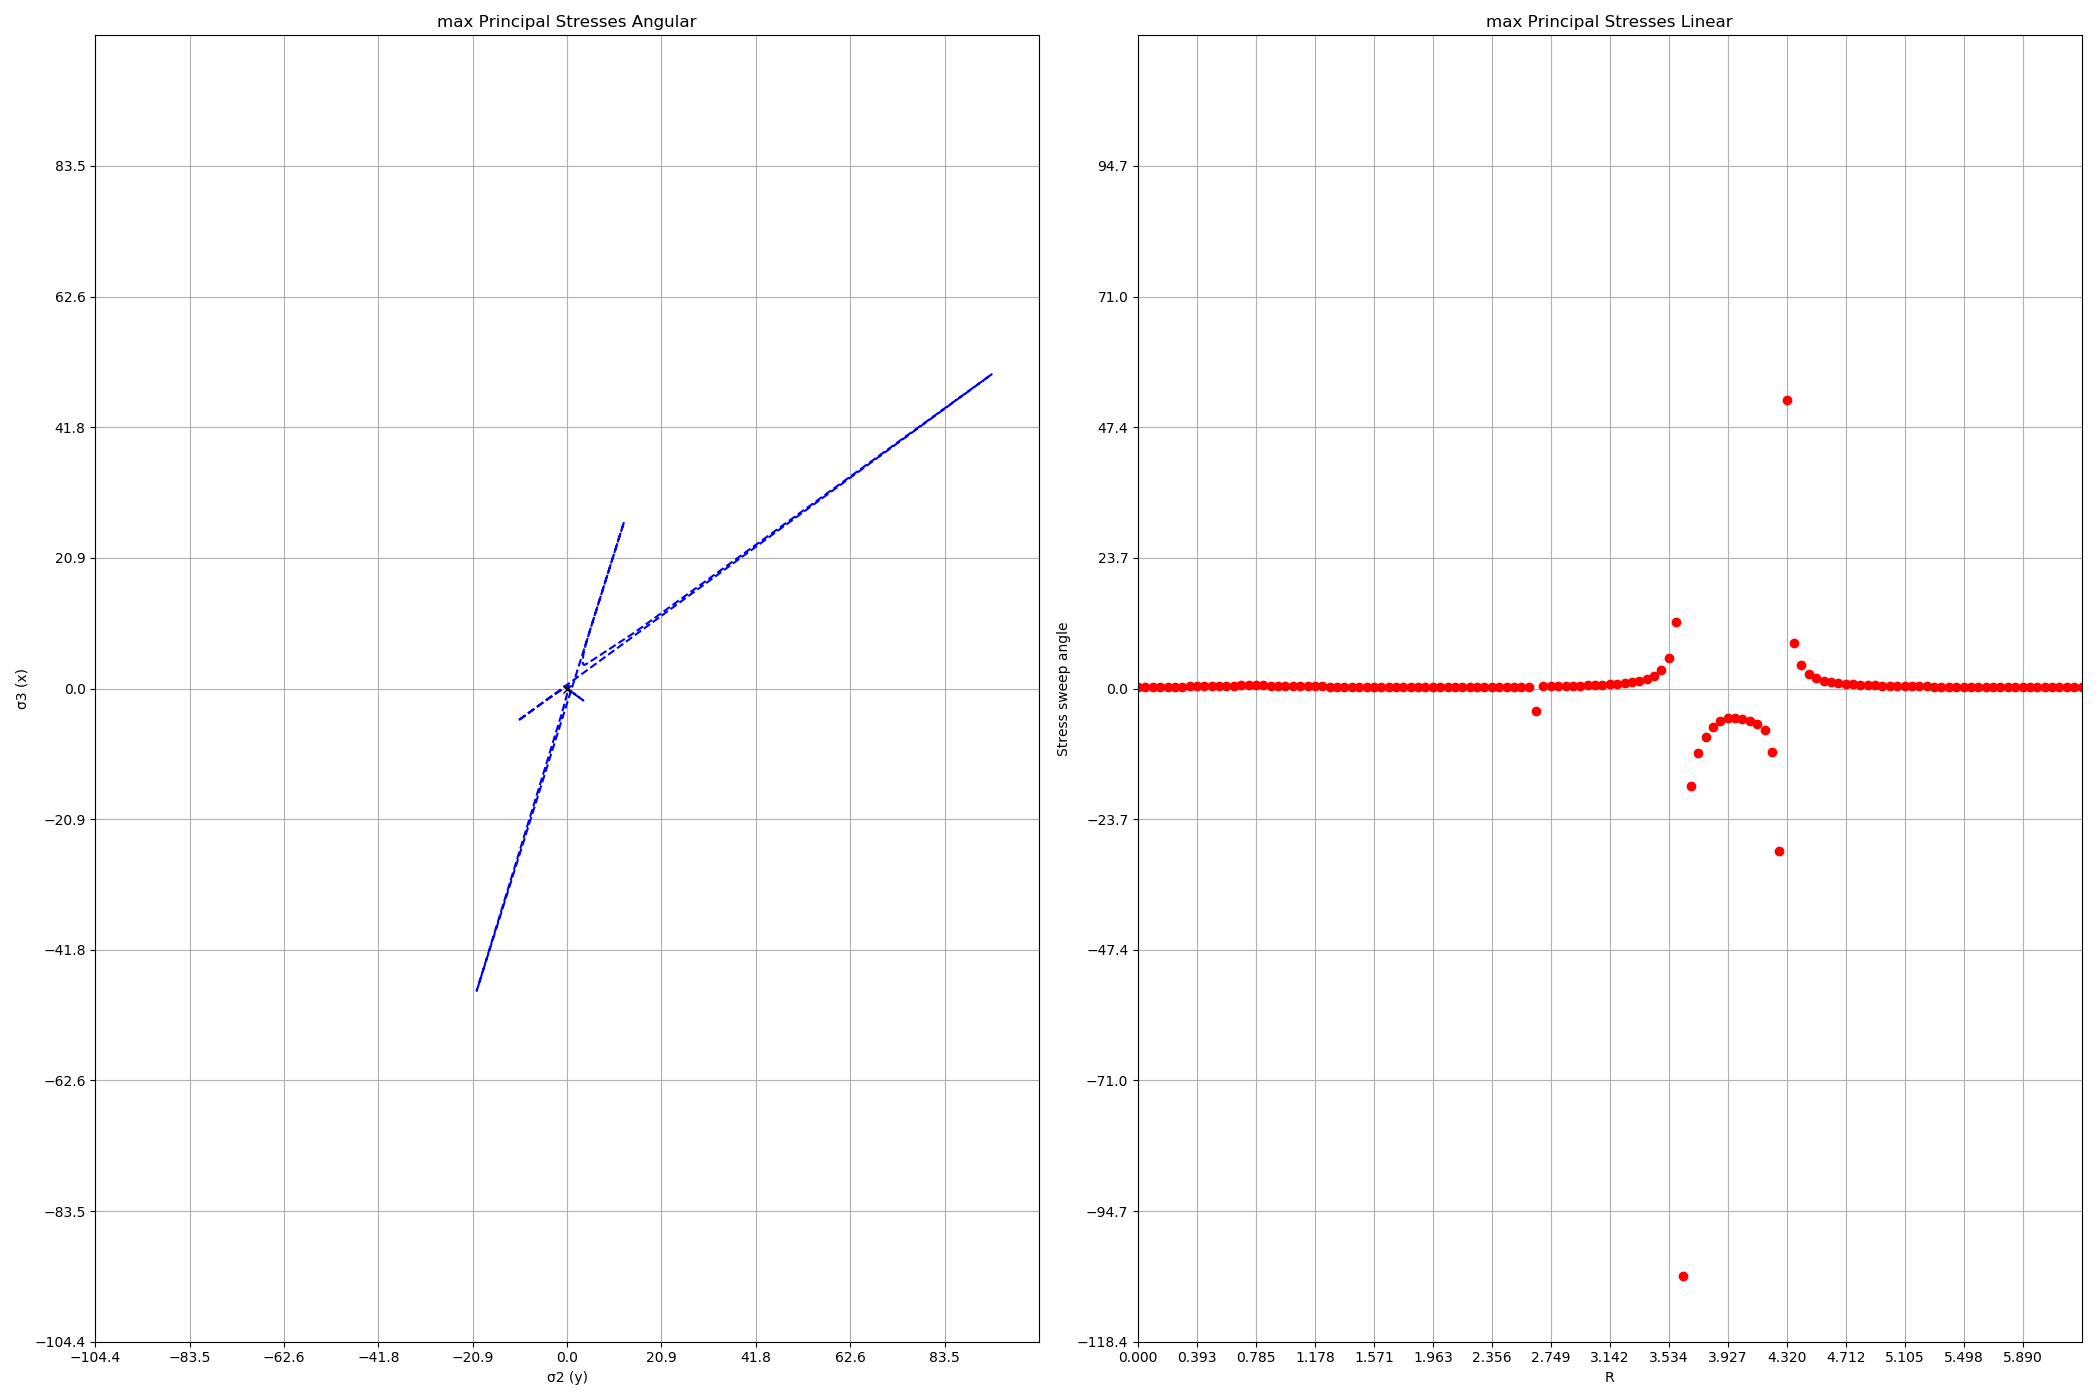 max Principal Stresses Angular
83.5
62.6
41.8
20.9
0.0
−20.9
−41.8
−62.6
−83.5
−104.4
σ3 (x)
−104.4 −83.5 −62.6 −41.8 −20.9 0.0 20.9 41.8 62.6 83.5
σ2 (y)
max Principal Stresses Linear
94.7
71.0
47.4
23.7
0.0
−23.7
−47.4
−71.0
−94.7
−118.4
Stress sweep angle
0.000 0.393 0.785 1.178 1.571 1.963 2.356 2.749 3.142 3.534 3.927 4.320 4.712 5.105 5.498 5.890
R